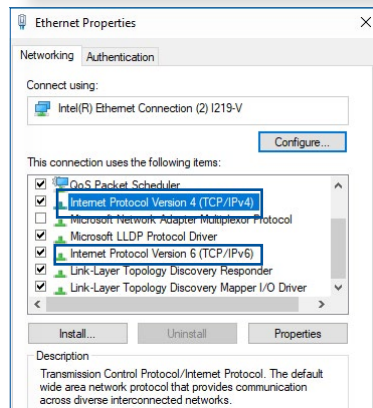 Ethernet Properties
Networking Authentication
Connect using:
Intel(R) Ethernet Connection (2) I219-V
Configure...
This connection uses the following items:
QoS Packet Scheduler
Internet Protocol Version 4 (TCP/IPv4)
Microsoft Network Adapter Multiplexor Protocol
Microsoft LLDP Protocol Driver
Internet Protocol Version 6 (TCP/IPv6)
Link-Layer Topology Discovery Responder
Link-Layer Topology Discovery Mapper I/O Driver
Install... Uninstall Properties
Description
Transmission Control Protocol/Internet Protocol. The default
wide area network protocol that provides communication
across diverse interconnected networks.